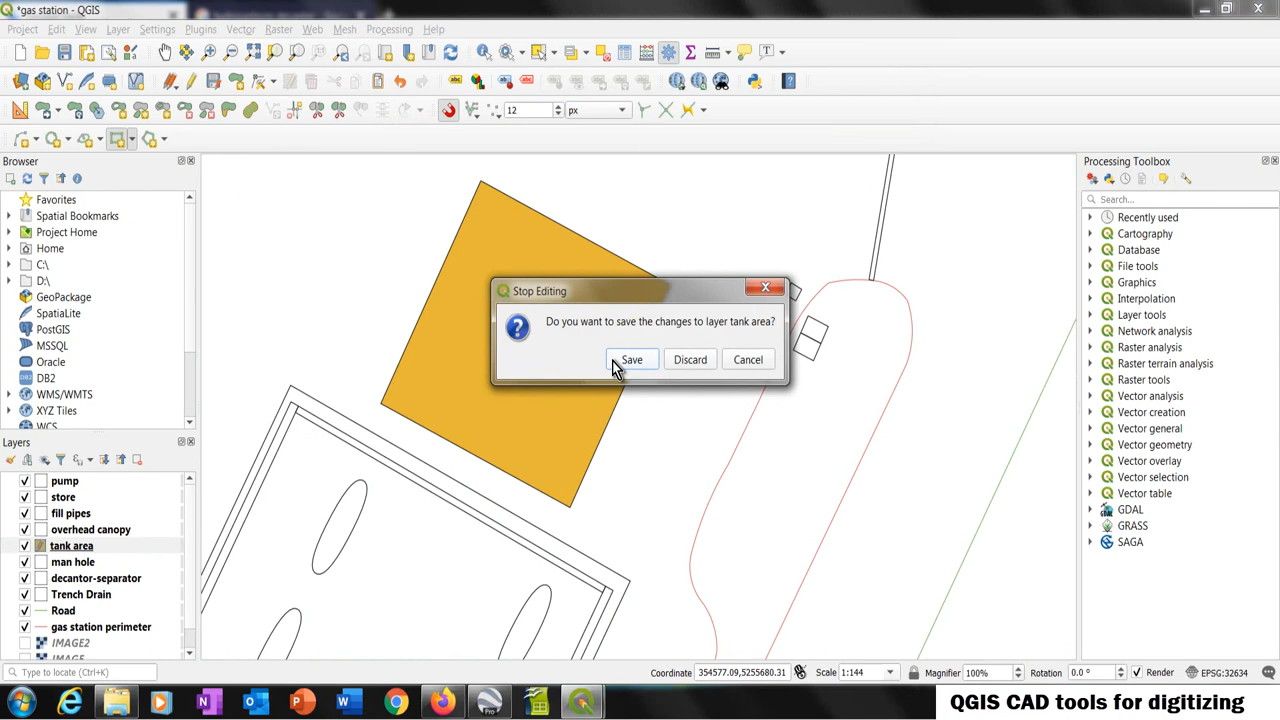 *gas station - QGIS
Project Edit View Layer Settings Plugins Vector Raster Web Mesh Processing Help
12 px
Browser
Favorites
Spatial Bookmarks
Project Home
Home
C:\
D:\
GeoPackage
SpatiaLite
PostGIS
MSSQL
Oracle
DB2
WMS/WMTS
XYZ Tiles
WCS
Layers
pump
store
fill pipes
overhead canopy
tank area
man hole
decantor-separator
Trench Drain
Road
gas station perimeter
IMAGE2
Stop Editing
Do you want to save the changes to layer tank area?
Save Discard Cancel
Processing Toolbox
Search...
Recently used
Cartography
Database
File tools
Graphics
Interpolation
Layer tools
Network analysis
Raster analysis
Raster terrain analysis
Raster tools
Vector analysis
Vector creation
Vector general
Vector geometry
Vector overlay
Vector selection
Vector table
GDAL
GRASS
SAGA
Type to locate (Ctrl+K) Coordinate 354577.09,5255680.31 Scale 1:144 Magnifier 100% Rotation 0.0 ° Render EPSG:32634
Pro
QGIS CAD tools for digitizing